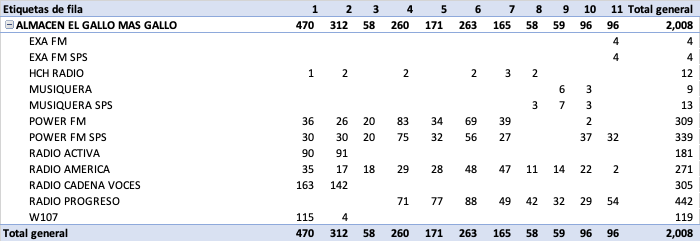 Etiquetas de fila 1 2 3 4 5 6 7 8 9 10 11 Total general
ALMACEN EL GALLO MAS GALLO 470 312 58 260 171 263 165 58 59 96 96 2,008
EXA FM 4 4
EXA FM SPS 4 4
HCH RADIO 1 2 2 2 3 2 12
MUSIQUERA 6 3 9
MUSIQUERA SPS 3 7 3 13
POWER FM 36 26 20 83 34 69 39 2 309
POWER FM SPS 30 30 20 75 32 56 27 37 32 339
RADIO ACTIVA 90 91 181
RADIO AMERICA 35 17 18 29 28 48 47 11 14 22 2 271
RADIO CADENA VOCES 163 142 305
RADIO PROGRESO 71 77 88 49 42 32 29 54 442
W107 115 4 119
Total general 470 312 58 260 171 263 165 58 59 96 96 2,008